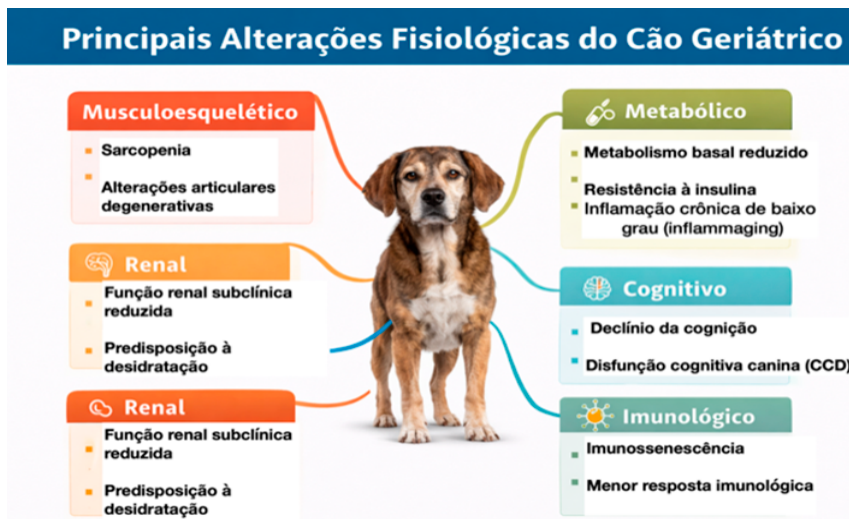 Principais Alterações Fisiológicas do Cão Geriátrico
Musculoesquelético
Sarcopenia
Alterações articulares
degenerativas
Renal
Função renal subclínica
reduzida
Predisposição à
desidratação
Renal
Função renal subclínica
reduzida
Predisposição à
desidratação
Metabólico
Metabolismo basal reduzido
Resistência à insulina
Inflamação crônica de baixo
grau (inflammaging)
Cognitivo
Declínio da cognição
Disfunção cognitiva canina (CCD)
Imunológico
Imunossenescência
Menor resposta imunológica